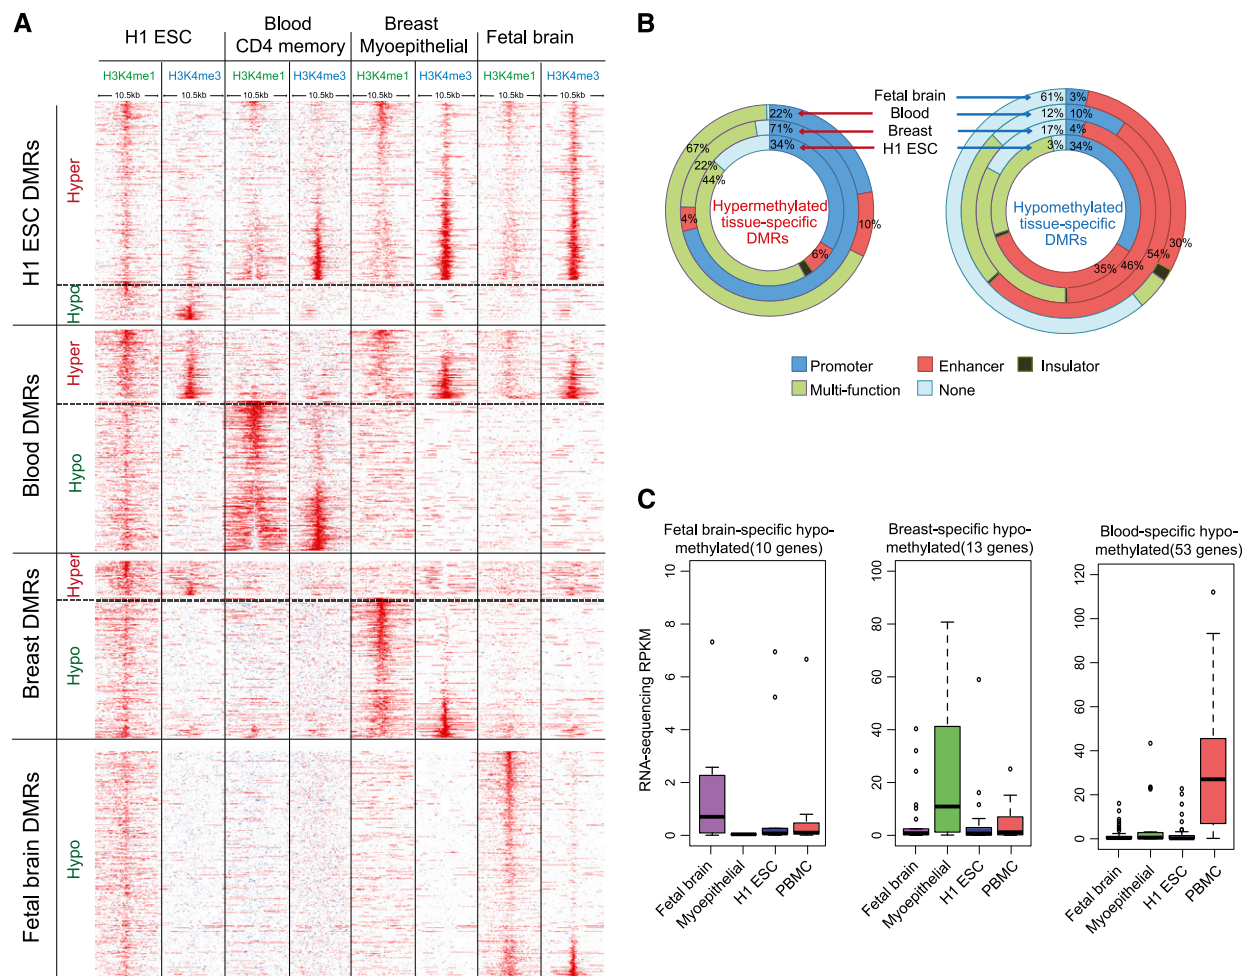 A
H1 ESC
Blood
CD4 memory
Breast
Myoepithelial
Fetal brain
H3K4me1
H3K4me3
H3K4me1
H3K4me3
H3K4me1
H3K4me3
H3K4me1
H3K4me3
10.5kb
10.5kb
10.5kb
10.5kb
10.5kb
10.5kb
10.5kb
10.5kb
H1 ESC DMRs
Hyper
Hypo
Blood DMRs
Hyper
Hypo
Breast DMRs
Hyper
Hypo
Fetal brain DMRs
Hypo
B
Fetal brain
Blood
Breast
H1 ESC
22%
71%
34%
67%
22%
44%
4%
10%
6%
Hypermethylated
tissue-specific
DMRs
61%
3%
12%
10%
17%
4%
3%
34%
30%
54%
46%
35%
Hypomethylated
tissue-specific
DMRs
Promoter
Enhancer
Insulator
Multi-function
None
C
Fetal brain-specific hypo-
methylated(10 genes)
RNA-sequencing RPKM
10
8
6
4
2
0
Fetal brain
Myoepithelial
H1 ESC
PBMC
Breast-specific hypo-
methylated(13 genes)
100
80
60
40
20
0
Fetal brain
Myoepithelial
H1 ESC
PBMC
Blood-specific hypo-
methylated(53 genes)
120
100
80
60
40
20
0
Fetal brain
Myoepithelial
H1 ESC
PBMC